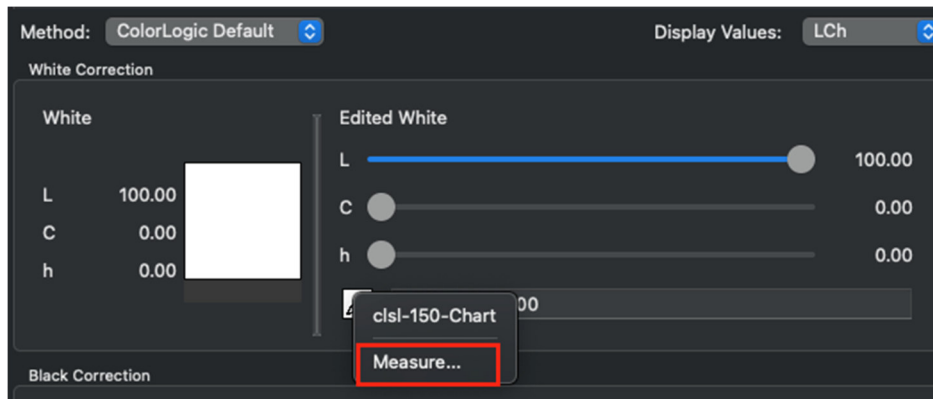 Method: ColorLogic Default Display Values: LCh
White Correction
White Edited White
L 100.00
L 100.00
C 0.00
C 0.00
h 0.00
h 0.00
00
clsl-150-Chart
Measure...
Black Correction